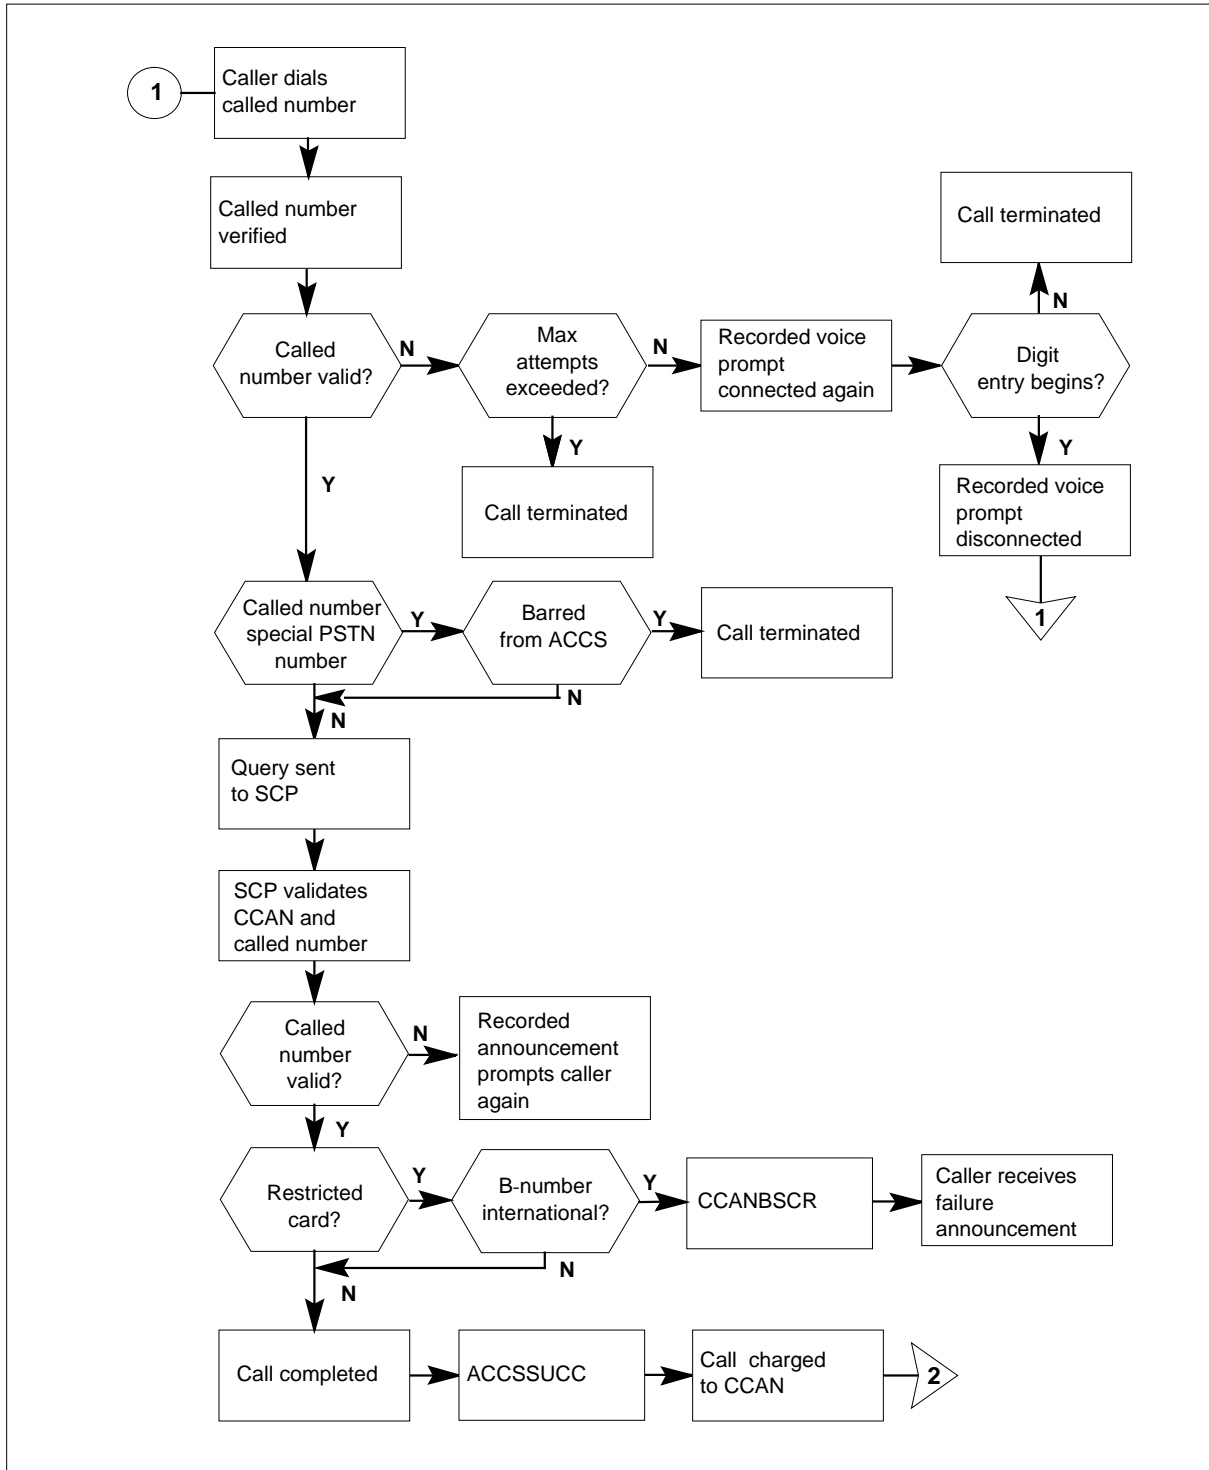 1
Caller dials
called number
Called number
verified
Call terminated
N
Called
number valid?
N
Max
attempts
exceeded?
N
Recorded voice
prompt
connected again
Digit
entry begins?
Y
Y
Y
Call terminated
Recorded voice
prompt
disconnected
1
Called number
special PSTN
number
Y
Barred
from ACCS
Y
Call terminated
N
N
Query sent
to SCP
SCP validates
CCAN and
called number
Called
number
valid?
N
Recorded
announcement
prompts caller
again
Y
Restricted
card?
Y
B-number
international?
Y
CCANBSCR
Caller receives
failure
announcement
N
N
Call completed
ACCSSUCC
Call charged
to CCAN
2